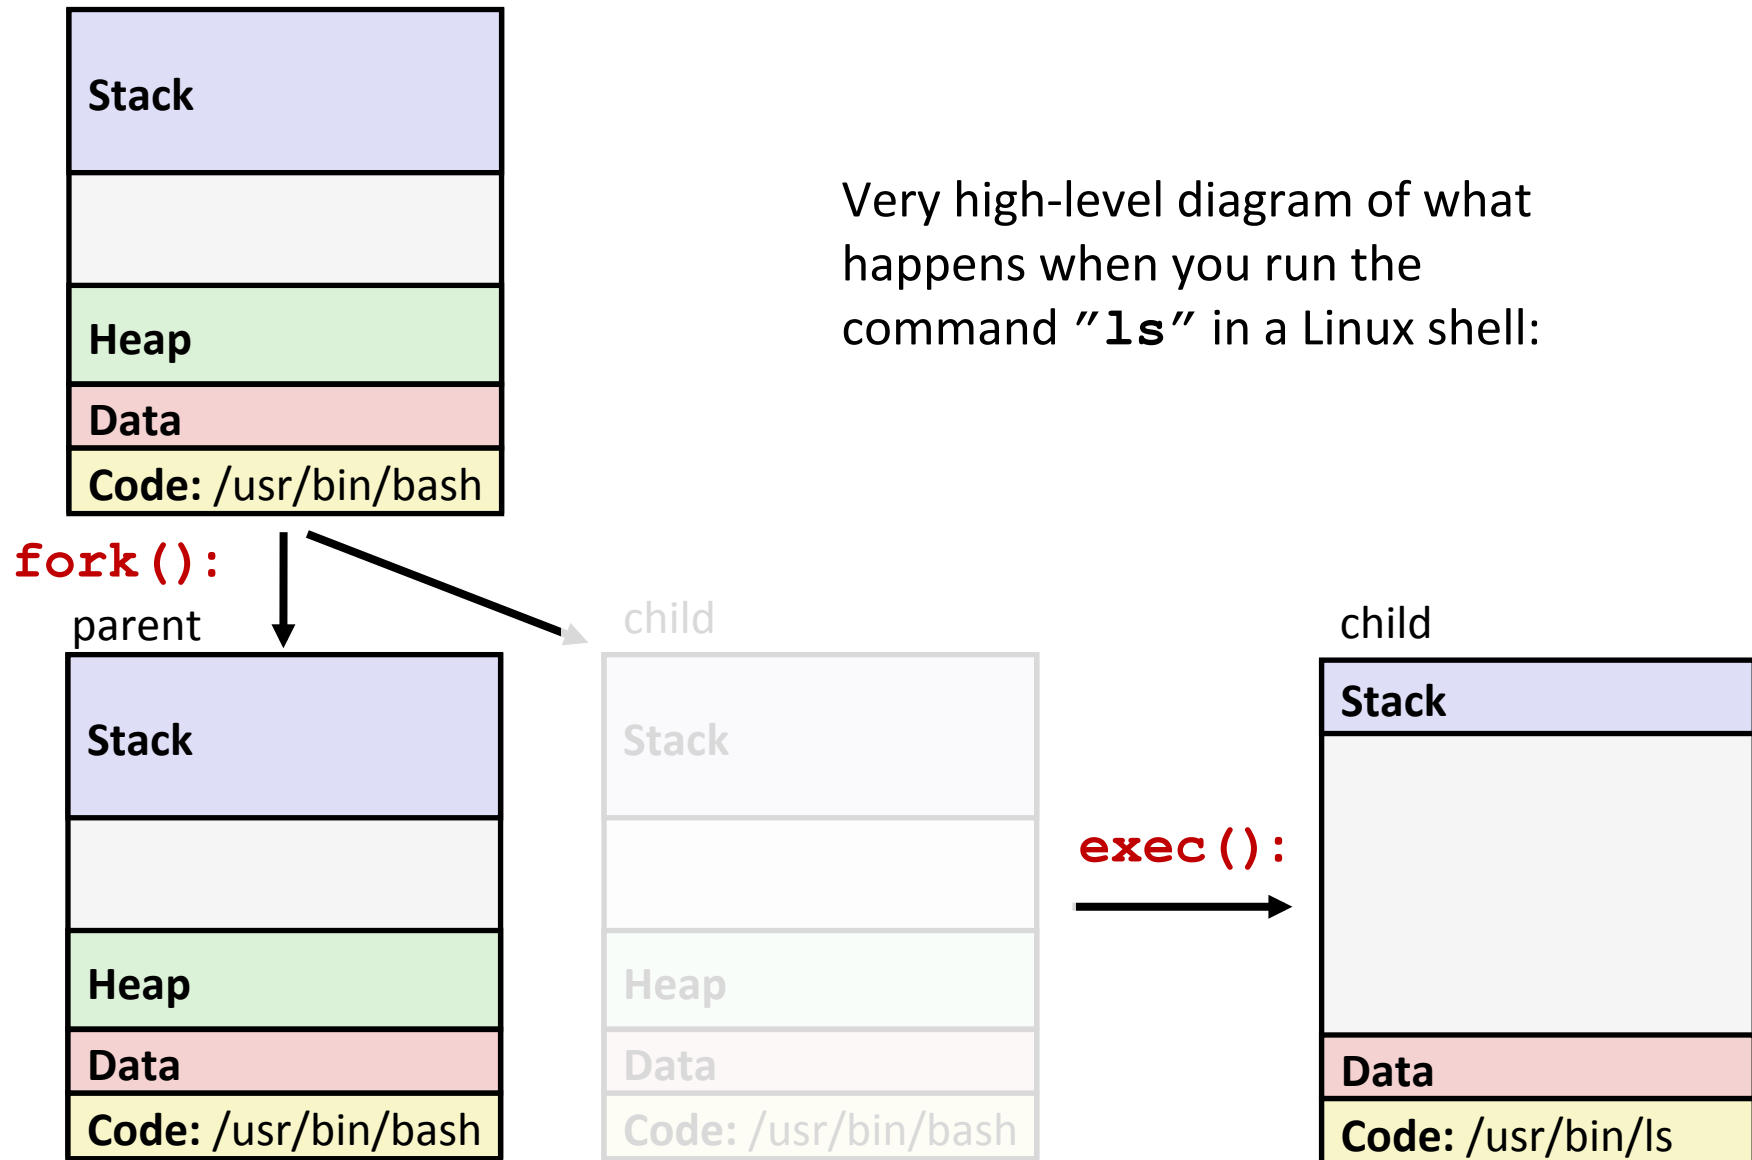 Stack
Heap
Data
Code: /usr/bin/bash
Very high-level diagram of what
happens when you run the
command "ls" in a Linux shell:
fork():
parent
Stack
Heap
Data
Code: /usr/bin/bash
child
Stack
Heap
Data
Code: /usr/bin/bash
exec():
child
Stack
Data
Code: /usr/bin/ls